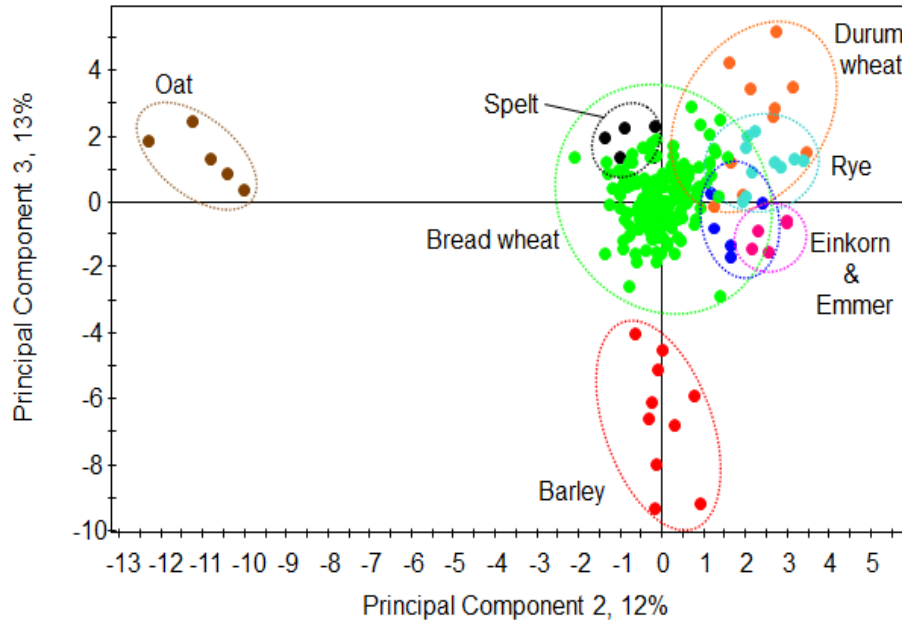 Principal Component 3, 13%
4
2
0
-2
-4
-6
-8
-10
Oat
Spelt
Bread wheat
Barley
Durum
wheat
Rye
Einkorn
&
Emmer
-13 -12 -11 -10 -9 -8 -7 -6 -5 -4 -3 -2 -1 0 1 2 3 4 5
Principal Component 2, 12%